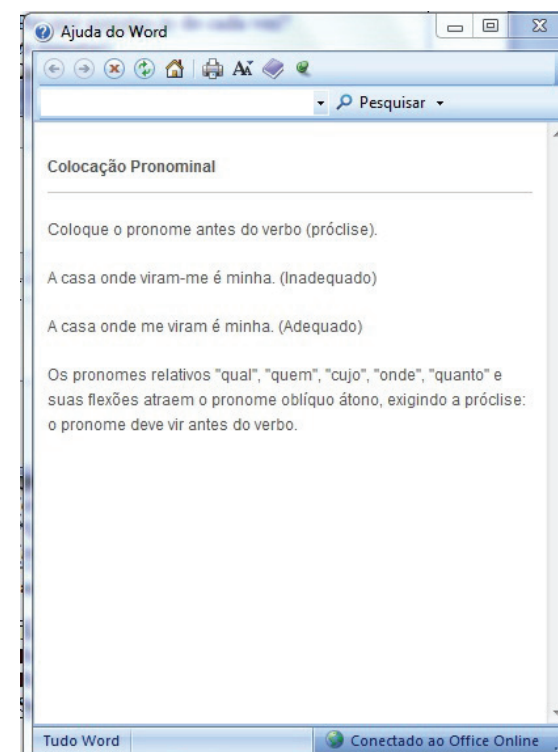 Ajuda do Word
Pesquisar
Colocação Pronominal
Coloque o pronome antes do verbo (próclise).
A casa onde viram-me é minha. (Inadequado)
A casa onde me viram é minha. (Adequado)
Os pronomes relativos "qual", "quem", "cujo", "onde", "quanto" e
suas flexões atraem o pronome oblíquo átono, exigindo a próclise:
o pronome deve vir antes do verbo.
Tudo Word
Conectado ao Office Online